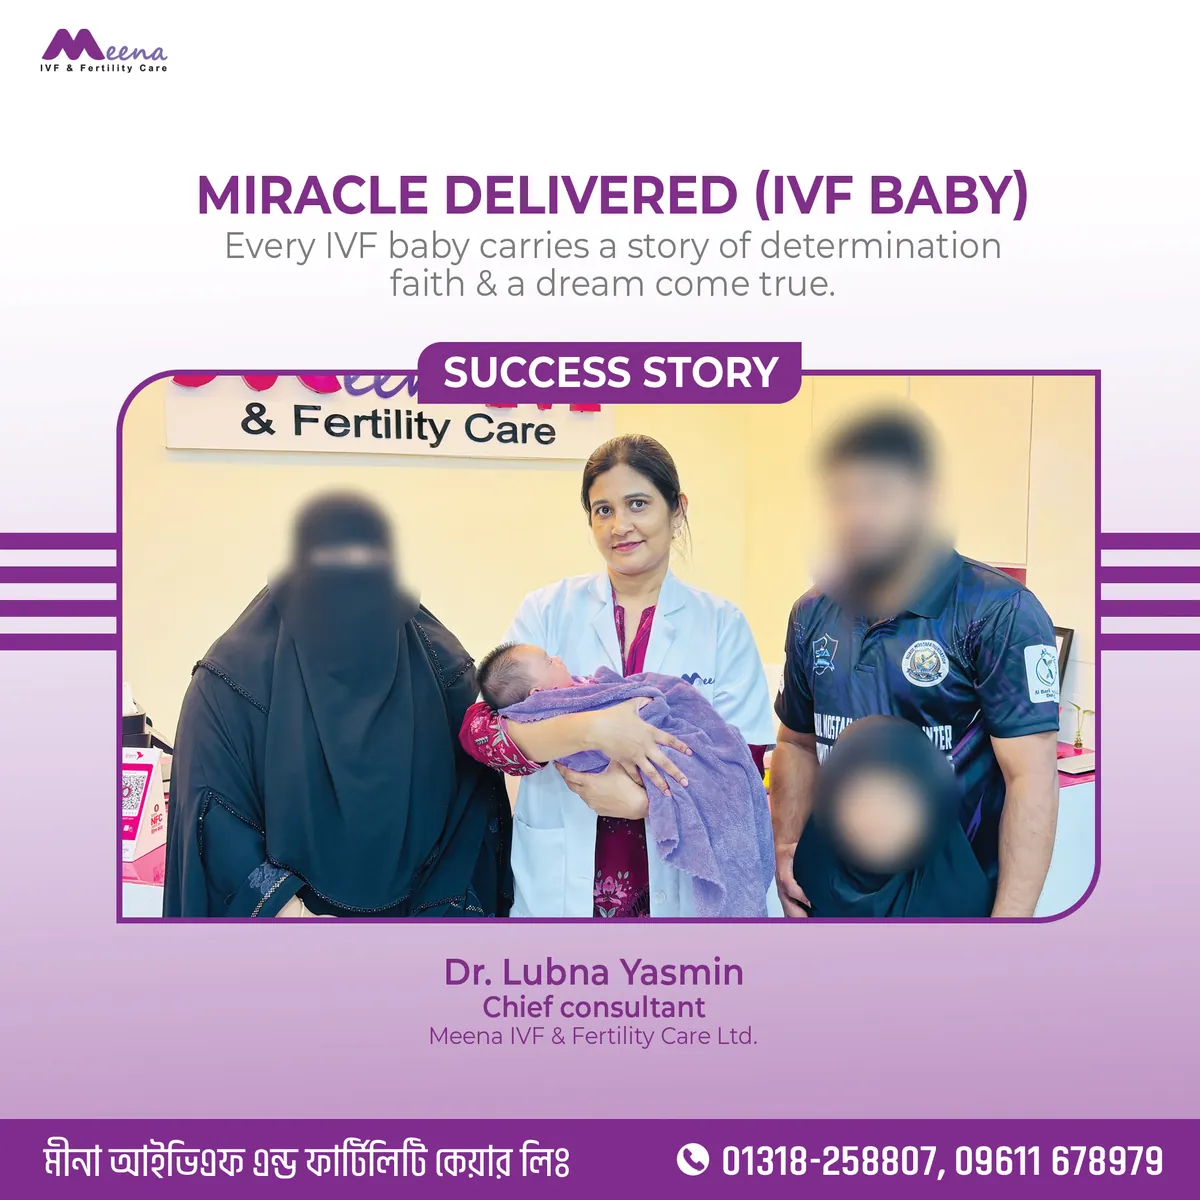 Meena
IVF & Fertility Care
MIRACLE DELIVERED (IVF BABY)
Every IVF baby carries a story of determination
faith & a dream come true.
SUCCESS STORY
& Fertility Care
Dr. Lubna Yasmin
Chief consultant
Meena IVF & Fertility Care Ltd.
মীনা আইভিএফ এন্ড ফার্টিলিটি কেয়ার লিঃ
01318-258807, 09611 678979